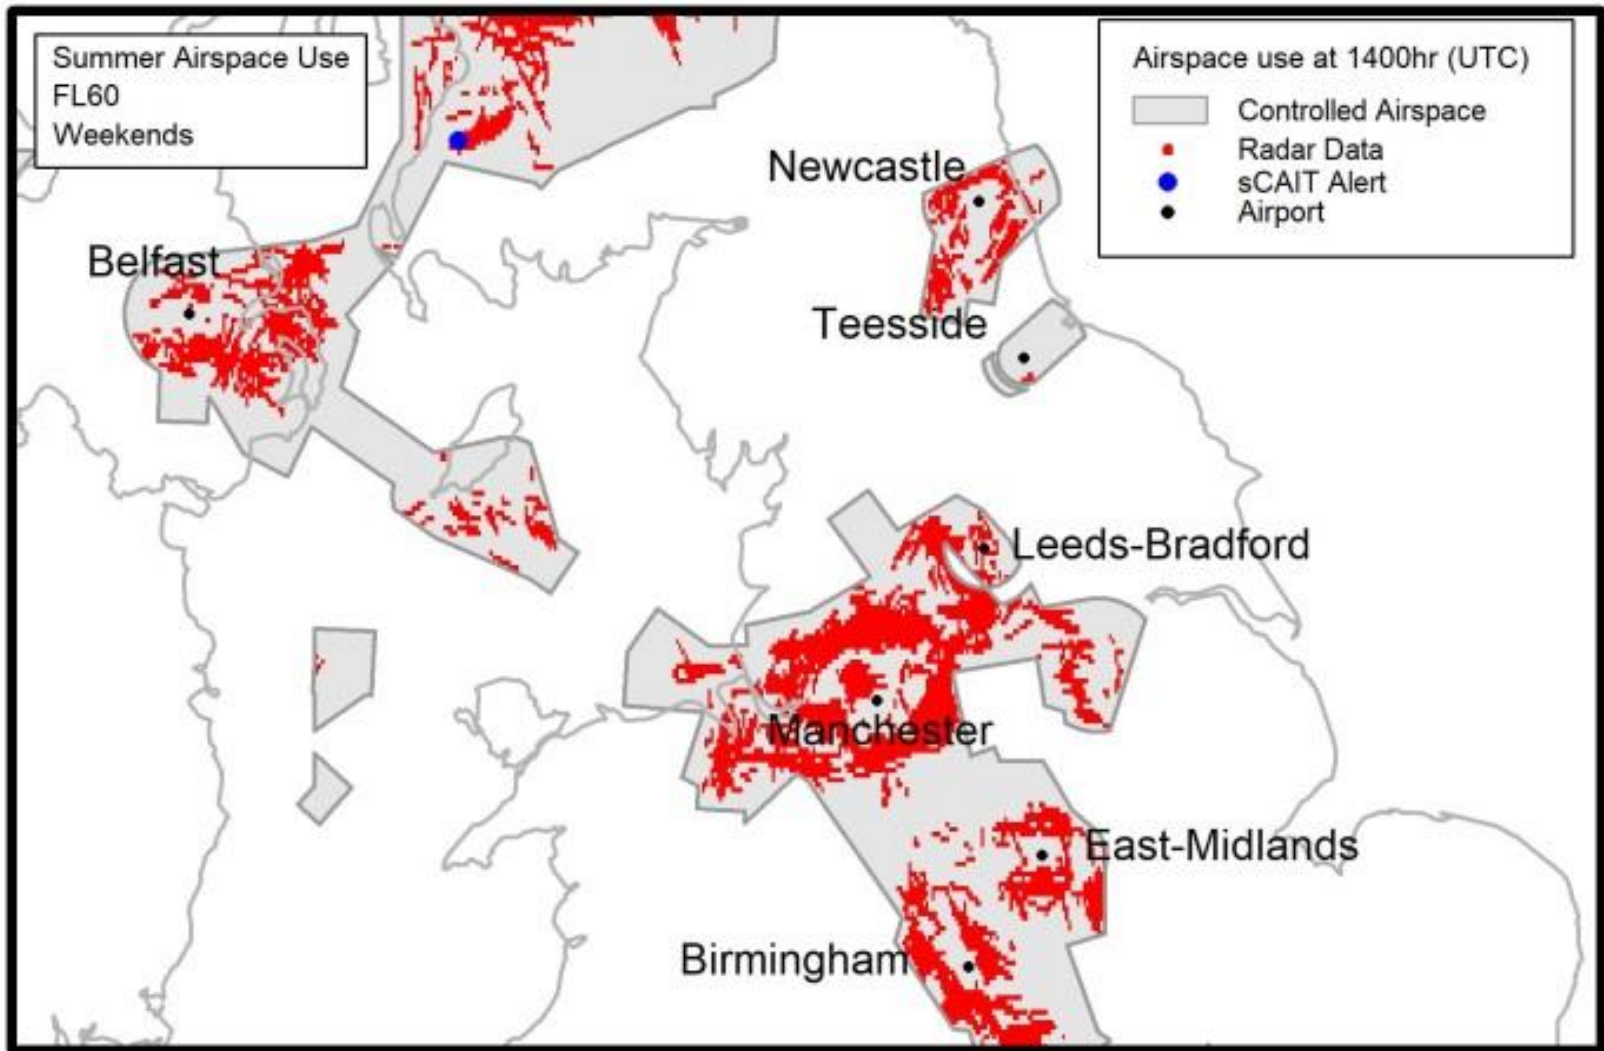 Summer Airspace Use
FL60
Weekends
Airspace use at 1400hr (UTC)
Controlled Airspace
Radar Data
sCAIT Alert
Airport
Newcastle
Belfast
Teesside
Leeds-Bradford
Manchester
East-Midlands
Birmingham